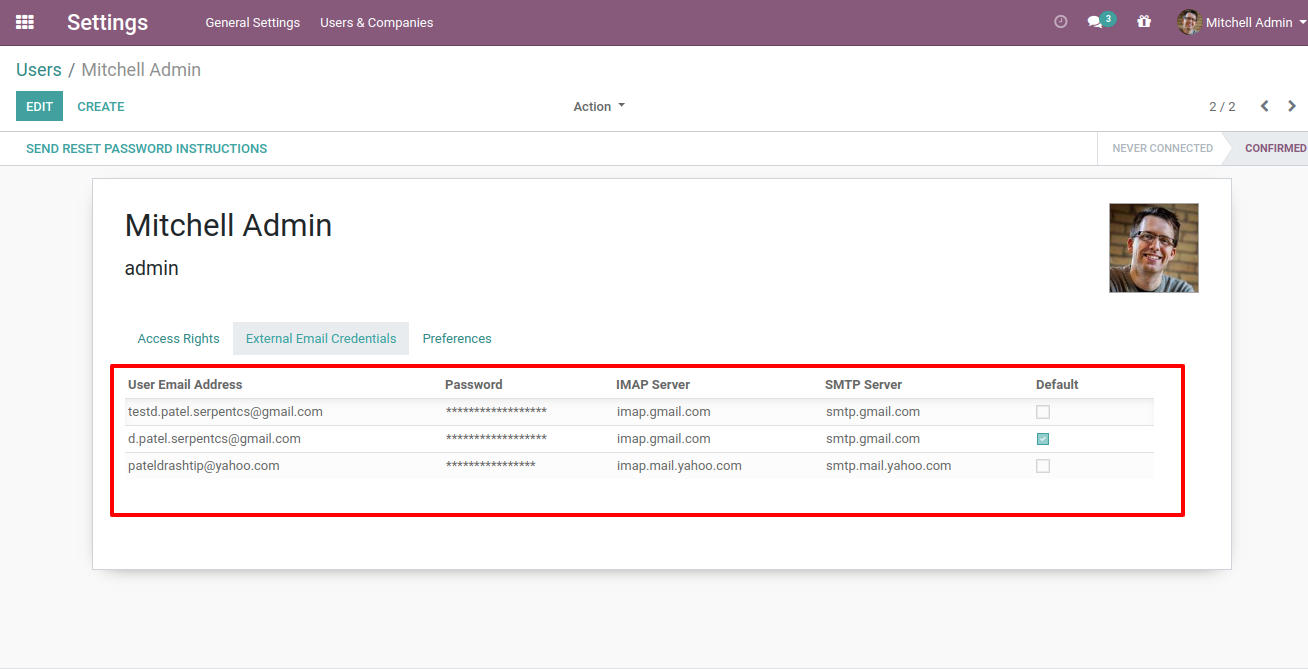 Settings General Settings Users & Companies 3 Mitchell Admin
Users / Mitchell Admin
EDIT CREATE Action 2 / 2
SEND RESET PASSWORD INSTRUCTIONS NEVER CONNECTED CONFIRMED
Mitchell Admin
admin
Access Rights External Email Credentials Preferences
User Email Address Password IMAP Server SMTP Server Default
testd.patel.serpentcs@gmail.com ****************** imap.gmail.com smtp.gmail.com
d.patel.serpentcs@gmail.com ****************** imap.gmail.com smtp.gmail.com
pateldrashtip@yahoo.com **************** imap.mail.yahoo.com smtp.mail.yahoo.com